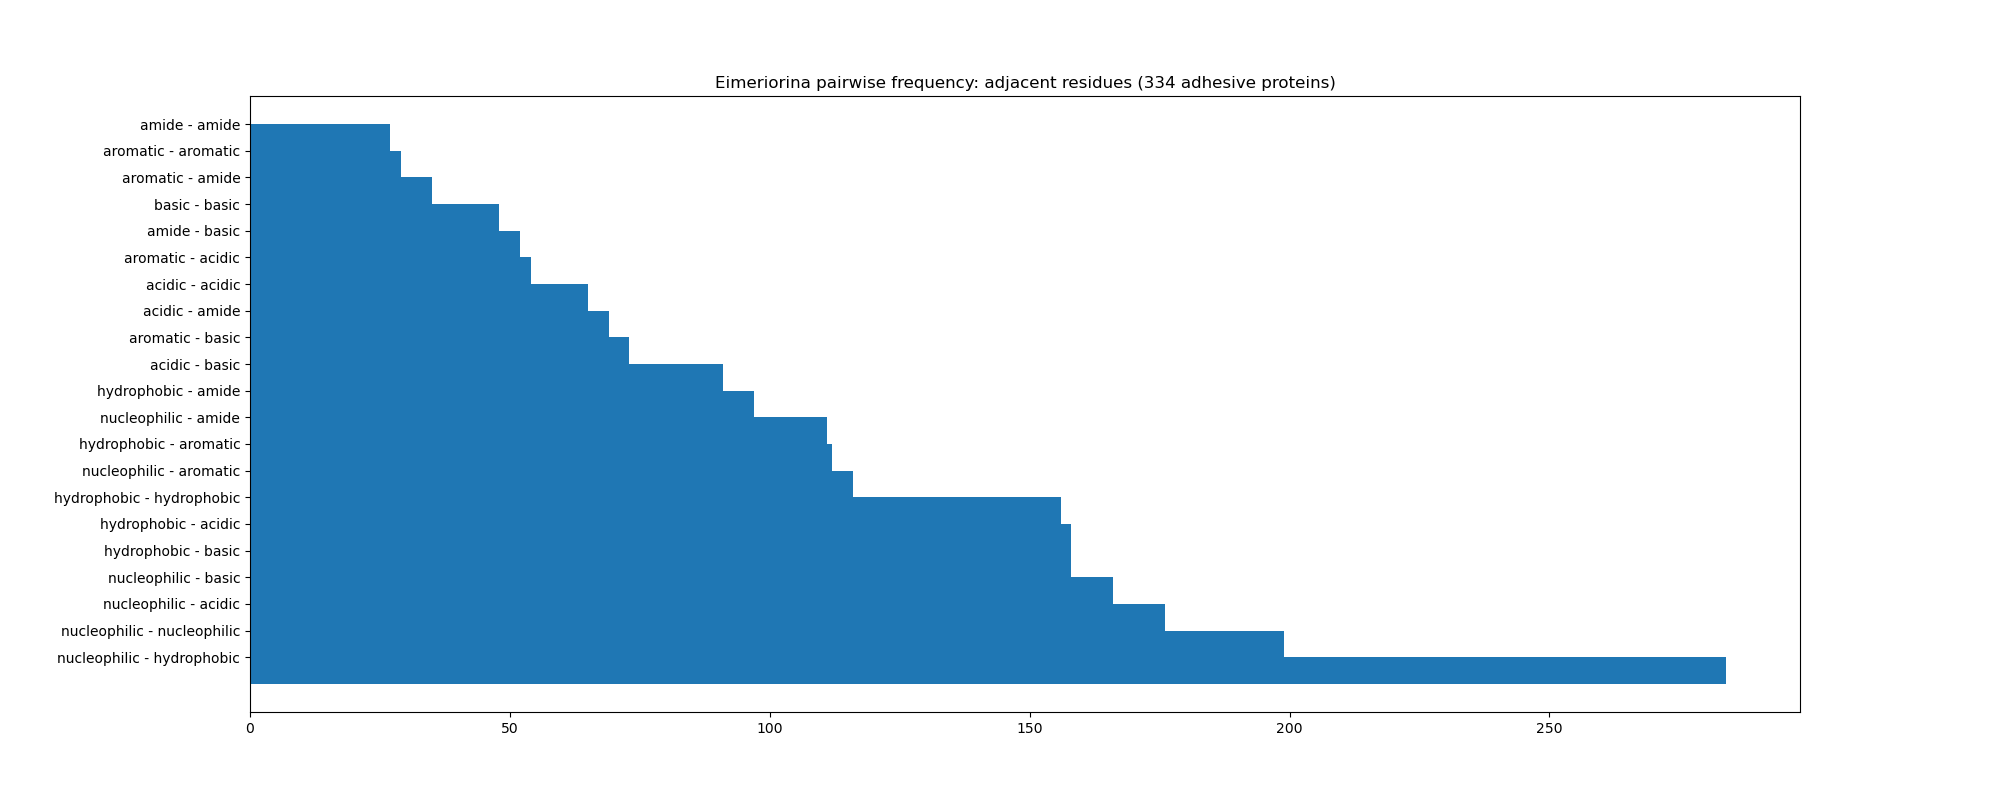 Eimeriorina pairwise frequency: adjacent residues (334 adhesive proteins)
amide - amide
aromatic - aromatic
aromatic - amide
basic - basic
amide - basic
aromatic - acidic
acidic - acidic
acidic - amide
aromatic - basic
acidic - basic
hydrophobic - amide
nucleophilic - amide
hydrophobic - aromatic
nucleophilic - aromatic
hydrophobic - hydrophobic
hydrophobic - acidic
hydrophobic - basic
nucleophilic - basic
nucleophilic - acidic
nucleophilic - nucleophilic
nucleophilic - hydrophobic
0 50 100 150 200 250